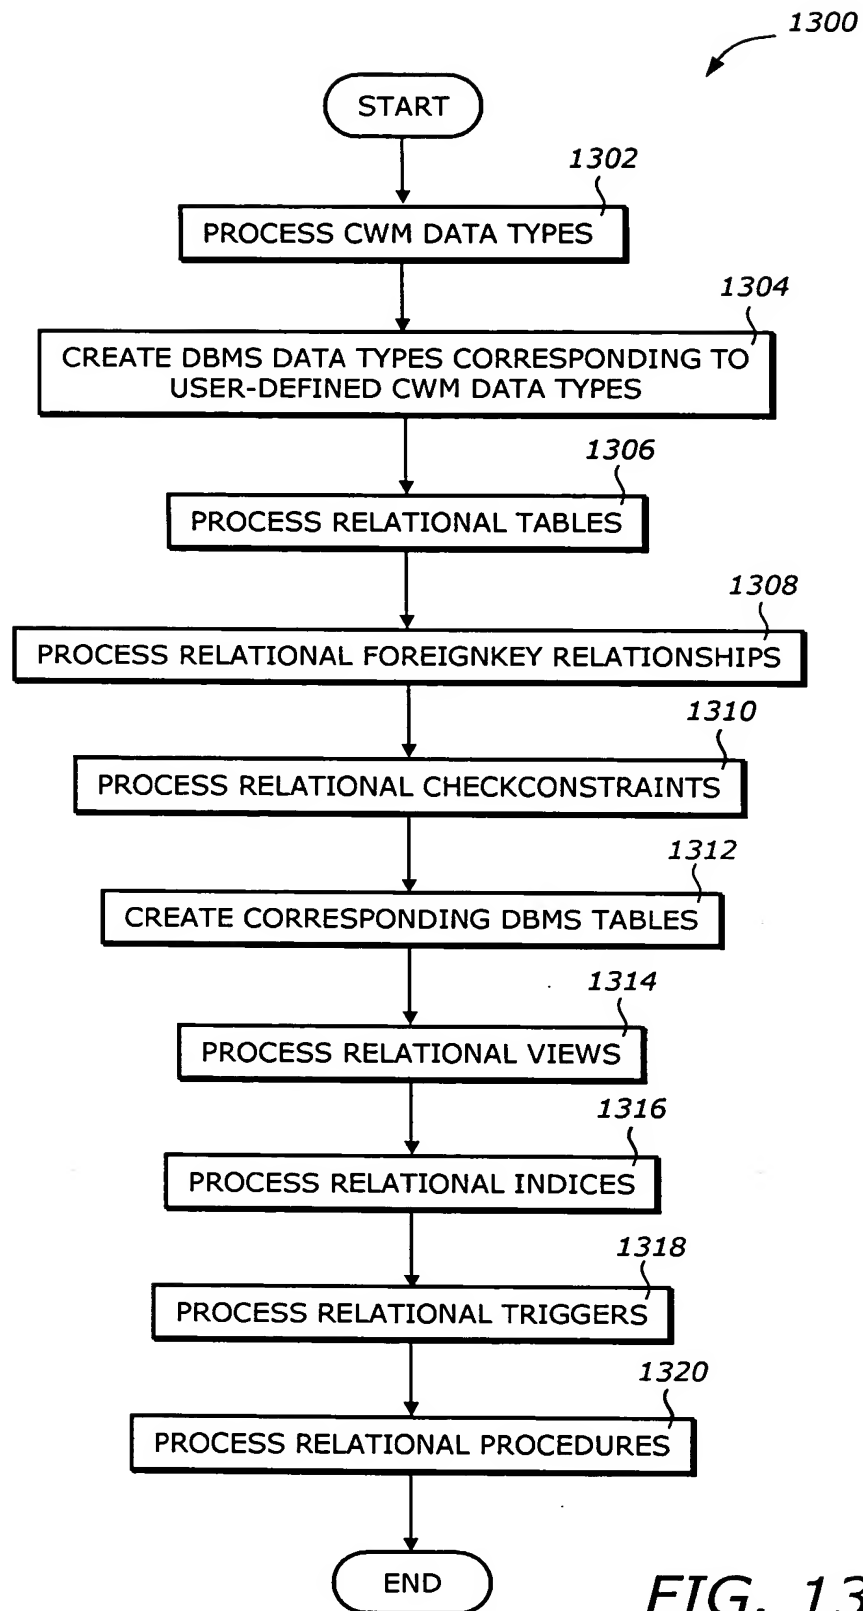 1300
START
1302
PROCESS CWM DATA TYPES
1304
CREATE DBMS DATA TYPES CORRESPONDING TO
USER-DEFINED CWM DATA TYPES
1306
PROCESS RELATIONAL TABLES
1308
PROCESS RELATIONAL FOREIGNKEY RELATIONSHIPS
1310
PROCESS RELATIONAL CHECKCONSTRAINTS
1312
CREATE CORRESPONDING DBMS TABLES
1314
PROCESS RELATIONAL VIEWS
1316
PROCESS RELATIONAL INDICES
1318
PROCESS RELATIONAL TRIGGERS
1320
PROCESS RELATIONAL PROCEDURES
END
FIG. 13